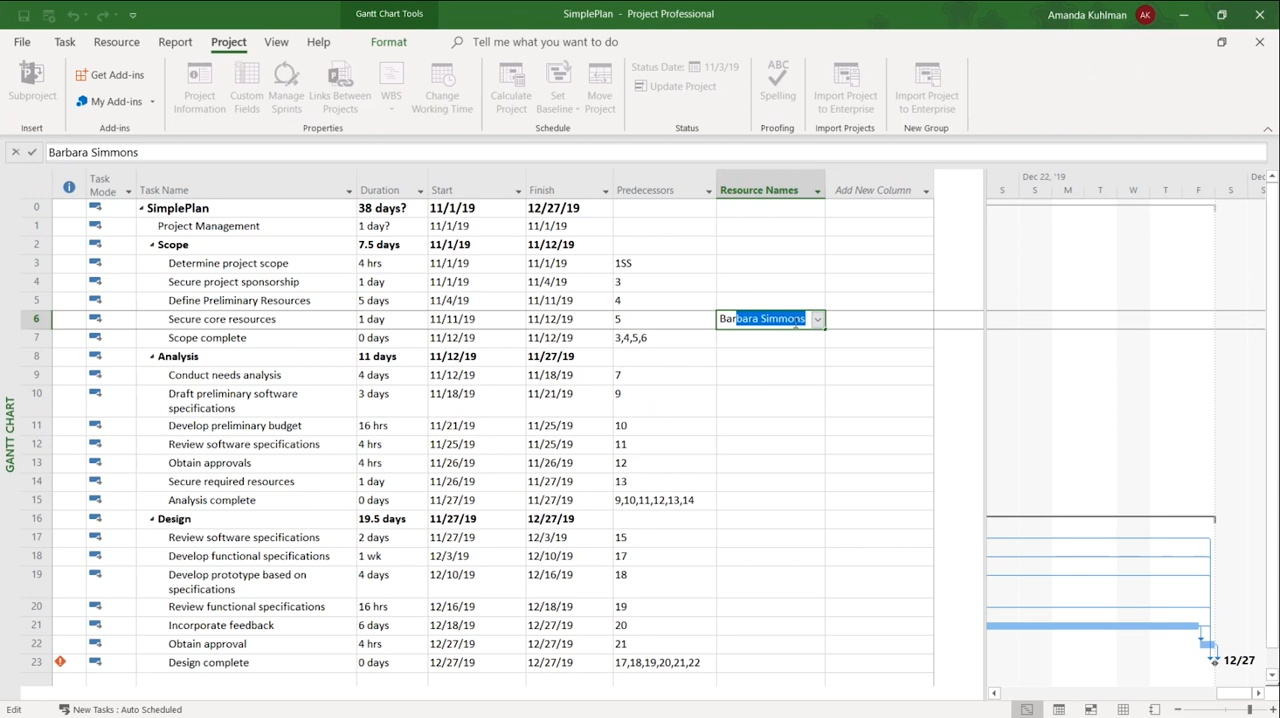 Gantt Chart Tools
SimplePlan - Project Professional
Amanda Kuhlman AK
File Task Resource Report Project View Help Format Tell me what you want to do
Subproject
Get Add-ins
My Add-ins
Project Information
Custom Fields
Manage Sprints
Links Between Projects
WBS
Change Working Time
Calculate Project
Set Baseline
Move Project
Status Date: 11/3/19
Update Project
ABC
Spelling
Import Project to Enterprise
Import Project to Enterprise
Insert Add-ins Properties Schedule Status Proofing Import Projects New Group
Barbara Simmons
Task Mode Task Name Duration Start Finish Predecessors Resource Names Add New Column
Dec 22, '19 Dec
S S M T W T F S
0 SimplePlan 38 days? 11/1/19 12/27/19
1 Project Management 1 day? 11/1/19 11/1/19
2 Scope 7.5 days 11/1/19 11/12/19
3 Determine project scope 4 hrs 11/1/19 11/1/19 1SS
4 Secure project sponsorship 1 day 11/1/19 11/4/19 3
5 Define Preliminary Resources 5 days 11/4/19 11/11/19 4
6 Secure core resources 1 day 11/11/19 11/12/19 5 Barbara Simmons
7 Scope complete 0 days 11/12/19 11/12/19 3,4,5,6
8 Analysis 11 days 11/12/19 11/27/19
9 Conduct needs analysis 4 days 11/12/19 11/18/19 7
10 Draft preliminary software specifications 3 days 11/18/19 11/21/19 9
11 Develop preliminary budget 16 hrs 11/21/19 11/25/19 10
12 Review software specifications 4 hrs 11/25/19 11/25/19 11
13 Obtain approvals 4 hrs 11/26/19 11/26/19 12
14 Secure required resources 1 day 11/26/19 11/27/19 13
15 Analysis complete 0 days 11/27/19 11/27/19 9,10,11,12,13,14
16 Design 19.5 days 11/27/19 12/27/19
17 Review software specifications 2 days 11/27/19 12/3/19 15
18 Develop functional specifications 1 wk 12/3/19 12/10/19 17
19 Develop prototype based on specifications 4 days 12/10/19 12/16/19 18
20 Review functional specifications 16 hrs 12/16/19 12/18/19 19
21 Incorporate feedback 6 days 12/18/19 12/27/19 20
22 Obtain approval 4 hrs 12/27/19 12/27/19 21
23 Design complete 0 days 12/27/19 12/27/19 17,18,19,20,21,22
12/27
GANTT CHART
Edit New Tasks : Auto Scheduled